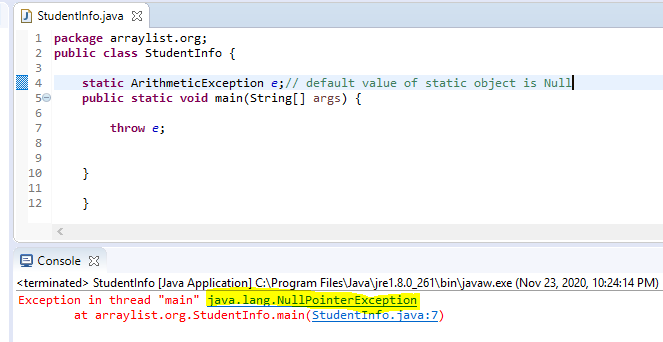 StudentInfo.java
1 package arraylist.org;
2 public class StudentInfo {
3
4 static ArithmeticException e;// default value of static object is Null
5 public static void main(String[] args) {
6
7 throw e;
8
9
10 }
11
12 }
Console
<terminated> StudentInfo [Java Application] C:\Program Files\Java\jre1.8.0_261\bin\javaw.exe (Nov 23, 2020, 10:24:14 PM)
Exception in thread "main" java.lang.NullPointerException
at arraylist.org.StudentInfo.main(StudentInfo.java:7)